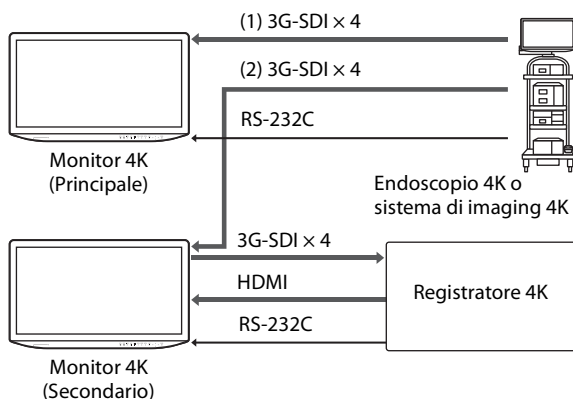 (1) 3G-SDI × 4
(2) 3G-SDI × 4
RS-232C
Monitor 4K
(Principale)
Endoscopio 4K o
sistema di imaging 4K
3G-SDI × 4
HDMI
Registratore 4K
RS-232C
Monitor 4K
(Secondario)